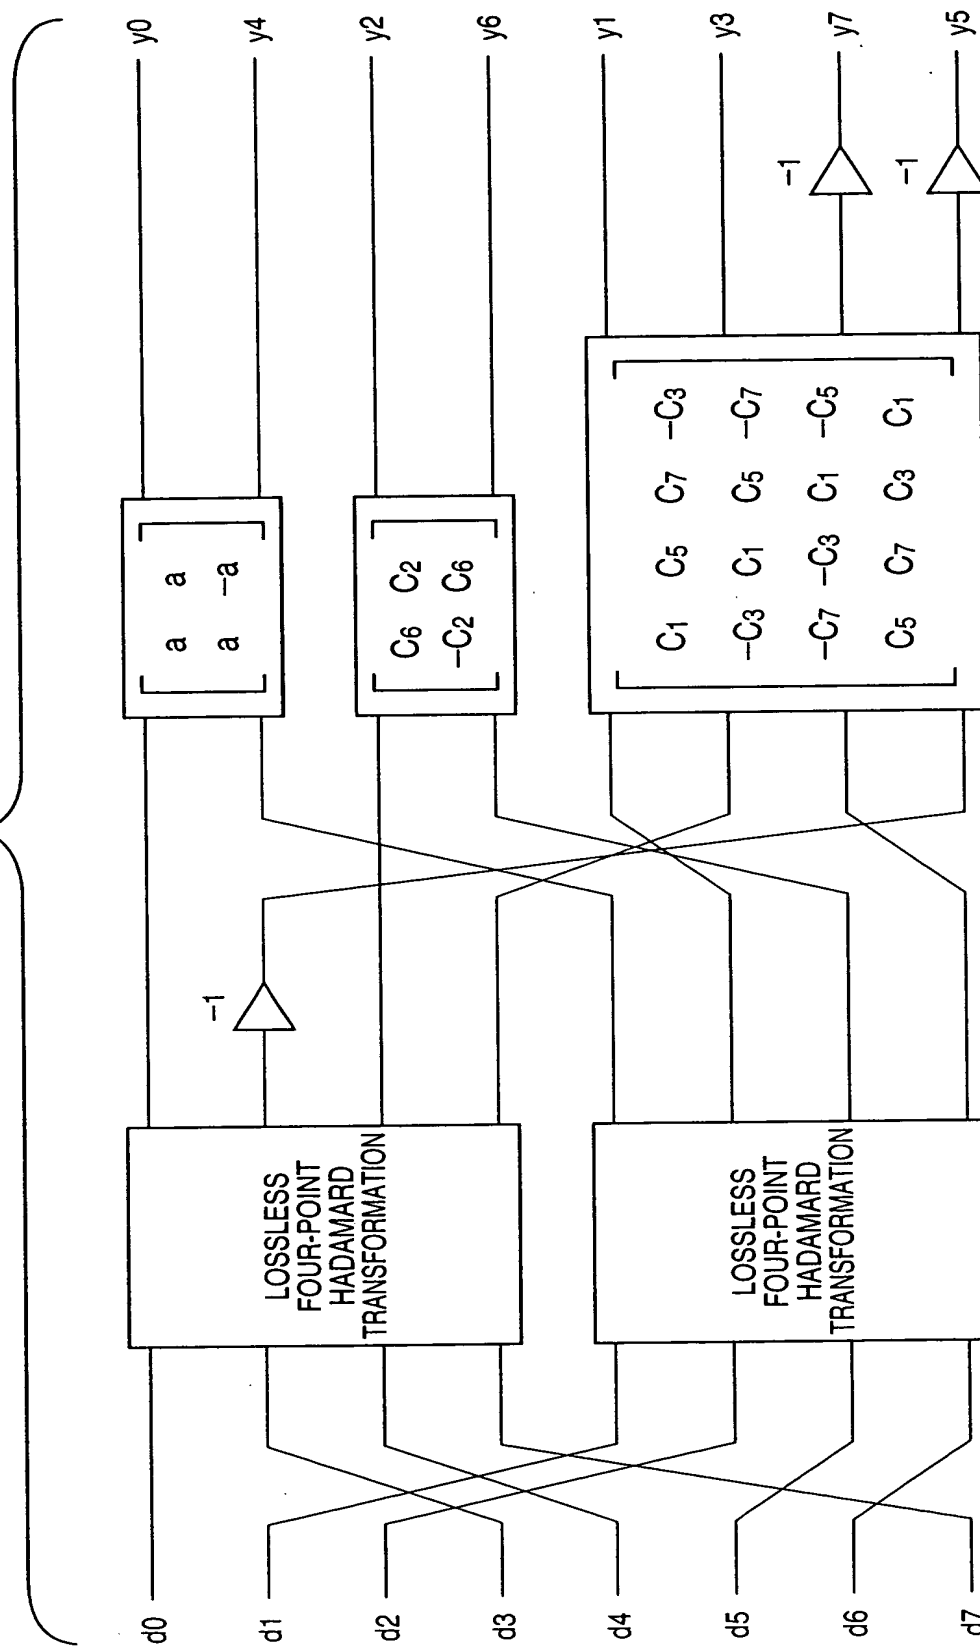 d0
d1
d2
d3
d4
d5
d6
d7
LOSSLESS
FOUR-POINT
HADAMARD
TRANSFORMATION
LOSSLESS
FOUR-POINT
HADAMARD
TRANSFORMATION
-1
a a
a -a
C6 C2
-C2 C6
C1 C5 C7 -C3
-C3 C1 C5 -C7
-C7 -C3 C1 -C5
C5 C7 C3 C1
-1
-1
y0
y4
y2
y6
y1
y3
y7
y5